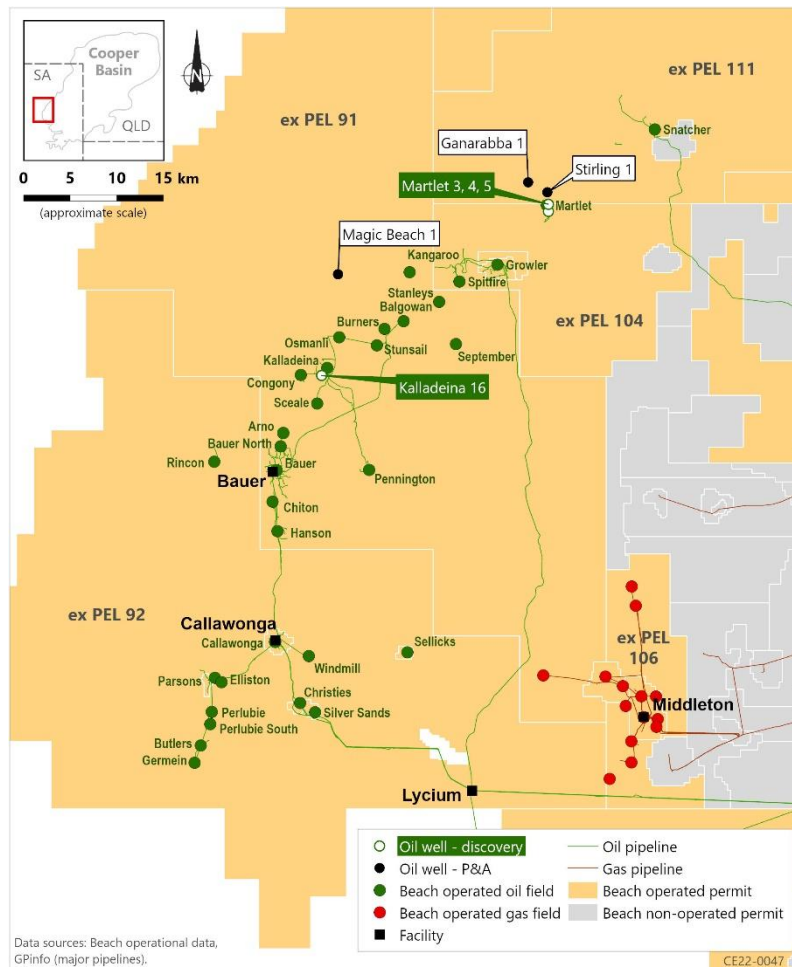 Cooper
Basin
SA
QLD
N
0 5 10 15 km
(approximate scale)
ex PEL 111
ex PEL 91
Snatcher
Ganarabba 1
Stirling 1
Martlet 3, 4, 5
Martlet
Magic Beach 1
Kangaroo
Growler
Spitfire
Stanleys
Balgowan
Burners
ex PEL 104
Osmanli
Stunsail
September
Kalladeina
Congony
Kalladeina 16
Sceale
Arno
Bauer North
Rincon
Bauer
Bauer
Pennington
Chiton
Hanson
ex PEL 92
Callawonga
Callawonga
Sellicks
Windmill
ex PEL
106
Parsons
Elliston
Christies
Middleton
Perlubie
Silver Sands
Perlubie South
Butlers
Germein
Lycium
Oil well - discovery
Oil well - P&A
Beach operated oil field
Beach operated gas field
Facility
Oil pipeline
Gas pipeline
Beach operated permit
Beach non-operated permit
Data sources: Beach operational data,
GPinfo (major pipelines).
CE22-0047